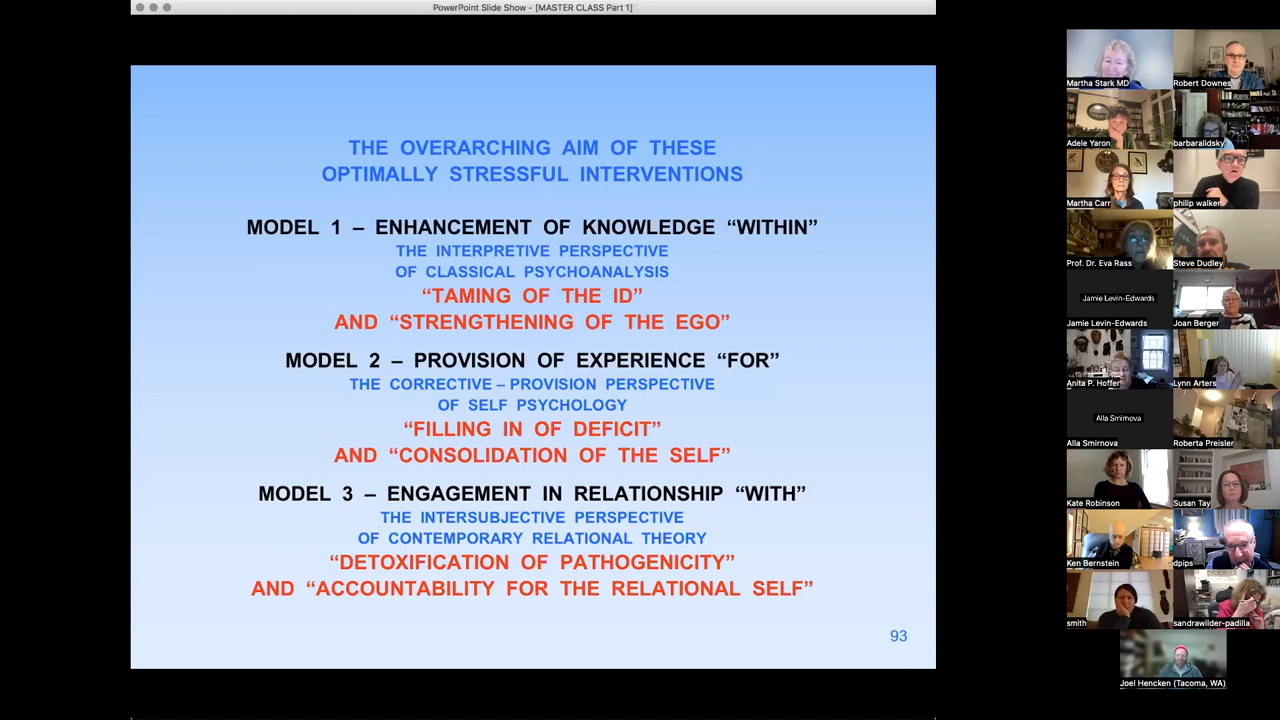 PowerPoint Slide Show - [MASTER CLASS Part 1]
THE OVERARCHING AIM OF THESE
OPTIMALLY STRESSFUL INTERVENTIONS
MODEL 1 – ENHANCEMENT OF KNOWLEDGE “WITHIN”
THE INTERPRETIVE PERSPECTIVE
OF CLASSICAL PSYCHOANALYSIS
“TAMING OF THE ID”
AND “STRENGTHENING OF THE EGO”
MODEL 2 – PROVISION OF EXPERIENCE “FOR”
THE CORRECTIVE – PROVISION PERSPECTIVE
OF SELF PSYCHOLOGY
“FILLING IN OF DEFICIT”
AND “CONSOLIDATION OF THE SELF”
MODEL 3 – ENGAGEMENT IN RELATIONSHIP “WITH”
THE INTERSUBJECTIVE PERSPECTIVE
OF CONTEMPORARY RELATIONAL THEORY
“DETOXIFICATION OF PATHOGENICITY”
AND “ACCOUNTABILITY FOR THE RELATIONAL SELF”
93
Martha Stark MD
Robert Downes
Adele Yaron
barbaralidsky
Martha Carr
philip walker
Prof. Dr. Eva Rass
Steve Dudley
Jamie Levin-Edwards
Jamie Levin-Edwards
Joan Berger
Anita P. Hoffer
Lynn Arters
Alla Smirnova
Alla Smirnova
Roberta Preisler
Kate Robinson
Susan Tay
Ken Bernstein
dpips
smith
sandrawilder-padilla
Joel Hencken (Tacoma, WA)